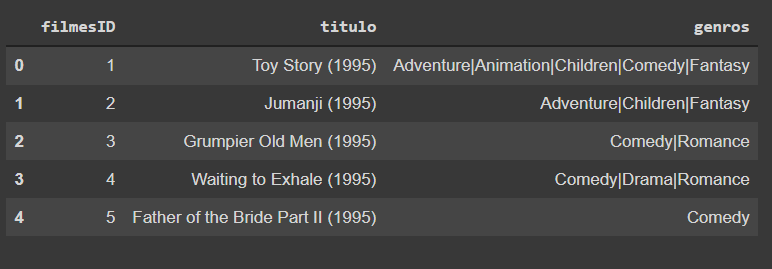 filmesID titulo genros
0 1 Toy Story (1995) Adventure|Animation|Children|Comedy|Fantasy
1 2 Jumanji (1995) Adventure|Children|Fantasy
2 3 Grumpier Old Men (1995) Comedy|Romance
3 4 Waiting to Exhale (1995) Comedy|Drama|Romance
4 5 Father of the Bride Part II (1995) Comedy